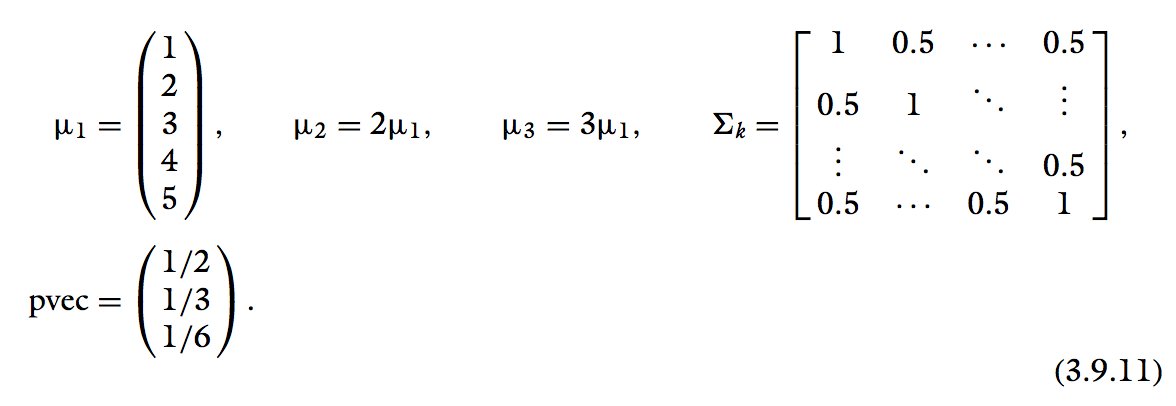 μ1 = (1 2 3 4 5), μ2 = 2μ1, μ3 = 3μ1, Σk = [1 0.5 ⋯ 0.5
0.5 1 ⋱ ⋮
⋮ ⋱ ⋱ 0.5
0.5 ⋯ 0.5 1],
pvec = (1/2 1/3 1/6).
(3.9.11)